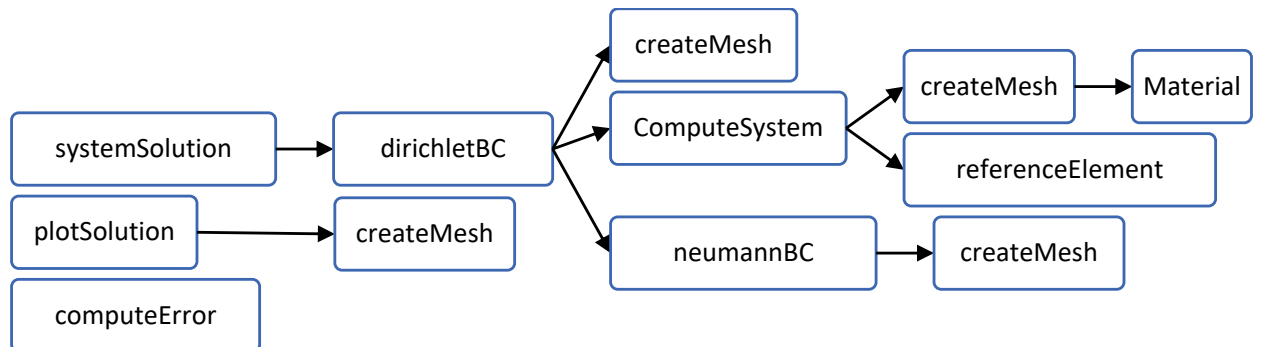 createMesh
createMesh
Material
ComputeSystem
systemSolution
dirichletBC
referenceElement
plotSolution
createMesh
neumannBC
createMesh
computeError